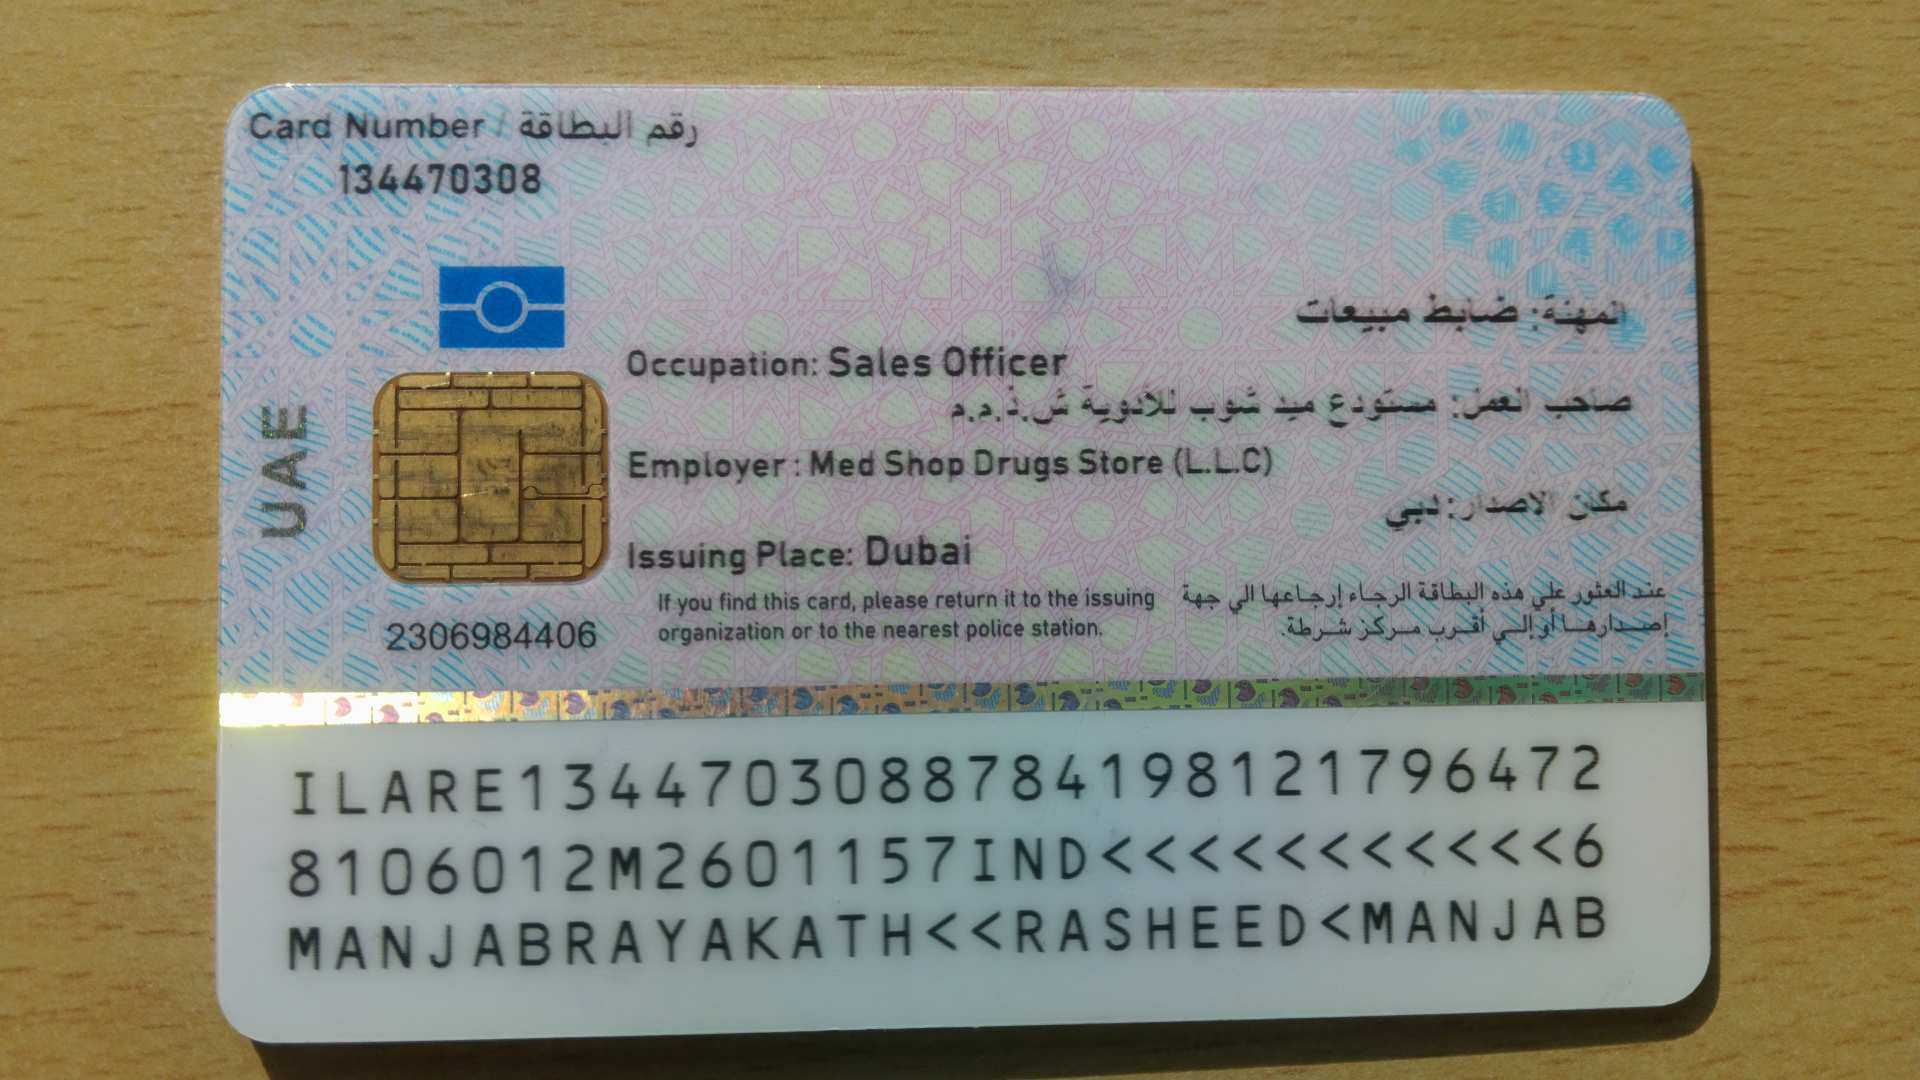 Card Number / رقم البطاقة
134470308
المهنة: ضابط مبيعات
Occupation: Sales Officer
صاحب العمل: مستودع ميد شوب للأدوية ش.ذ.م.م
Employer : Med Shop Drugs Store (L.L.C)
مكان الاصدار: دبي
Issuing Place: Dubai
UAE
If you find this card, please return it to the issuing
organization or to the nearest police station.
عند العثور علي هذه البطاقة الرجاء إرجاعها الي جهة
إصدارها أو إلي أقرب مركز شرطة.
2306984406
ILARE1344703088784198121796472
8106012M2601157IND<<<<<<<<<<<6
MANJABRAYAKATH<<RASHEED<MANJAB